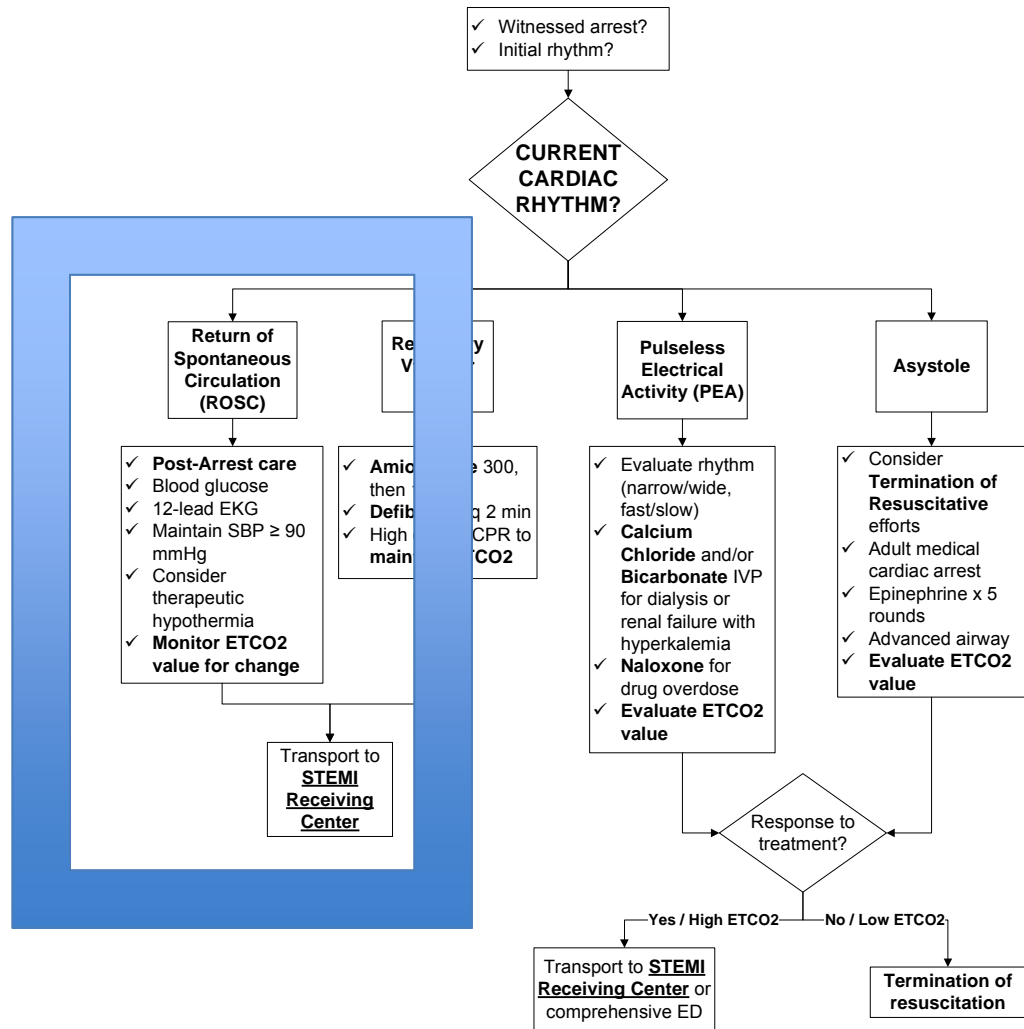 ✓ Witnessed arrest?
✓ Initial rhythm?
CURRENT
CARDIAC
RHYTHM?
Return of
Spontaneous
Circulation
(ROSC)
Pulseless
Electrical
Activity (PEA)
Asystole
✓ Post-Arrest care
✓ Blood glucose
✓ 12-lead EKG
✓ Maintain SBP ≥ 90
mmHg
✓ Consider
therapeutic
hypothermia
✓ Monitor ETCO2
value for change
✓ 300,
then
✓ q 2 min
✓ High CPR to
✓ Evaluate rhythm
(narrow/wide,
fast/slow)
✓ Calcium
Chloride and/or
Bicarbonate IVP
for dialysis or
renal failure with
hyperkalemia
✓ Naloxone for
drug overdose
✓ Evaluate ETCO2
value
✓ Consider
Termination of
Resuscitative
efforts
✓ Adult medical
cardiac arrest
✓ Epinephrine x 5
rounds
✓ Advanced airway
✓ Evaluate ETCO2
value
Transport to
STEMI
Receiving
Center
Response to
treatment?
Yes / High ETCO2
No / Low ETCO2
Transport to STEMI
Receiving Center or
comprehensive ED
Termination of
resuscitation